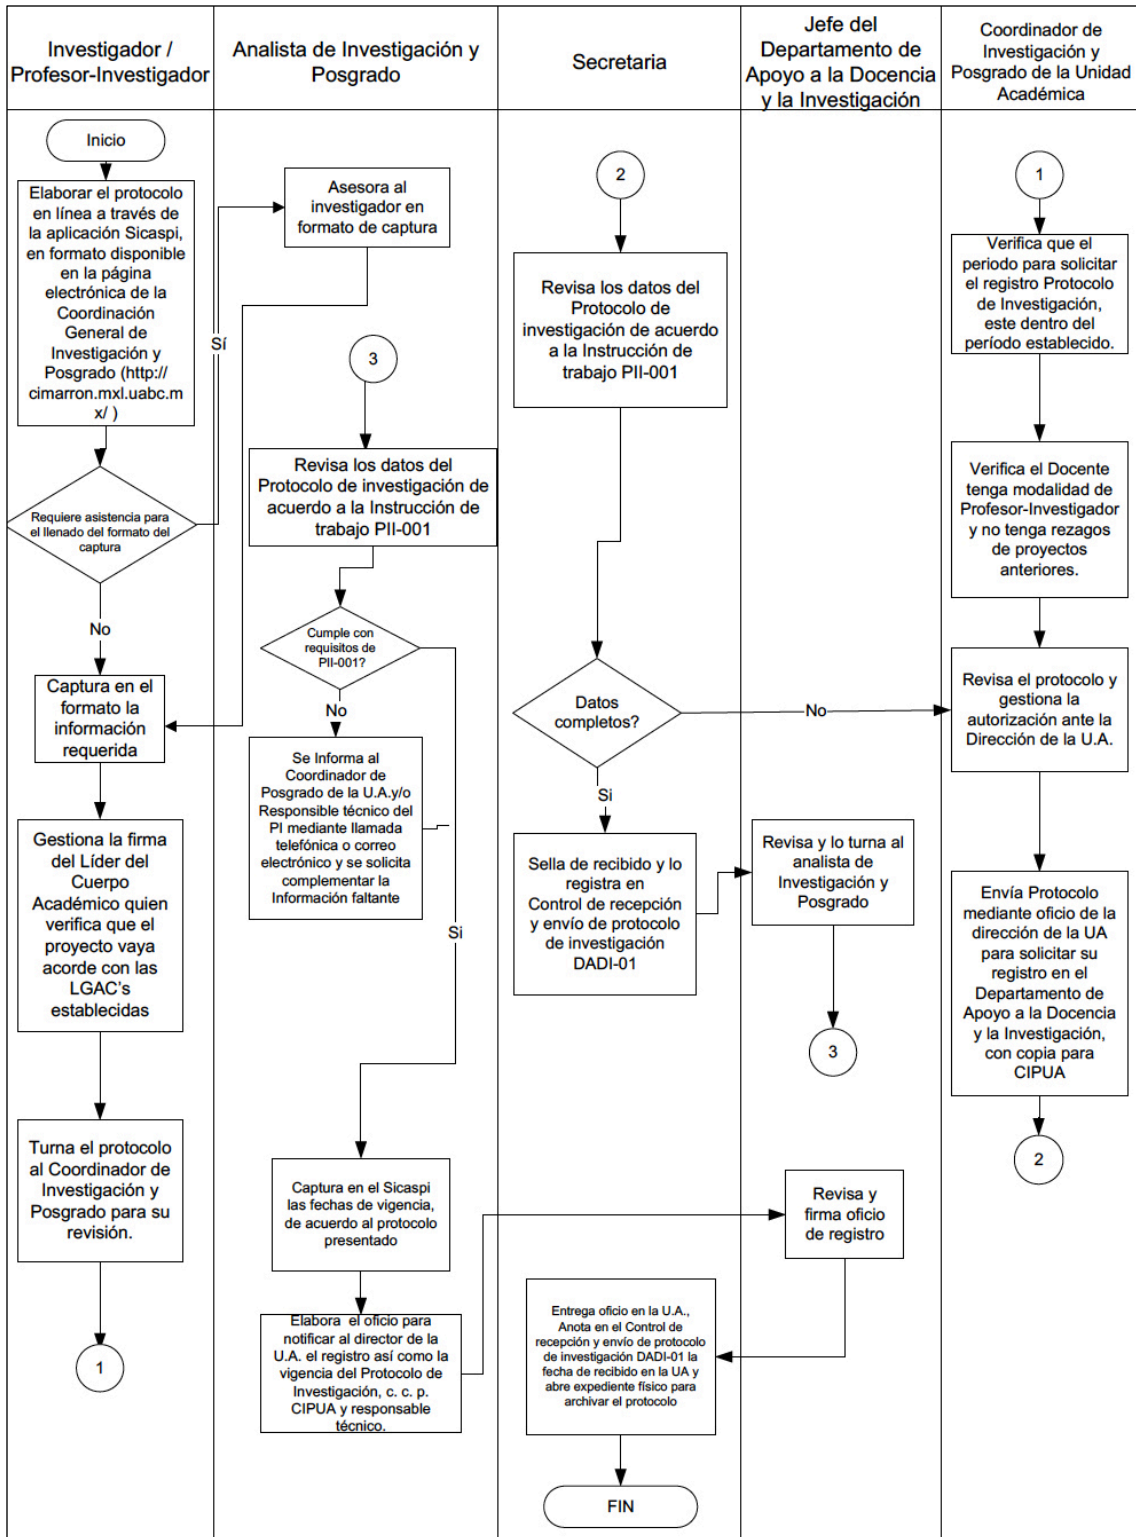 Investigador /
Profesor-Investigador
Analista de Investigación y
Posgrado
Secretaria
Jefe del
Departamento de
Apoyo a la Docencia
y la Investigación
Coordinador de
Investigación y
Posgrado de la Unidad
Académica
Inicio
Elaborar el protocolo
en línea a través de
la aplicación Sicaspi,
en formato disponible
en la página
electrónica de la
Coordinación
General de
Investigación y
Posgrado (http://
cimarron.mxl.uabc.m
x/ )
Requiere asistencia para
el llenado del formato del
captura
Sí
No
Captura en el
formato la
información
requerida
Gestiona la firma
del Líder del
Cuerpo
Académico quien
verifica que el
proyecto vaya
acorde con las
LGAC's
establecidas
Turna el protocolo
al Coordinador de
Investigación y
Posgrado para su
revisión.
1
Asesora al
investigador en
formato de captura
3
Revisa los datos del
Protocolo de investigación de
acuerdo a la Instrucción de
trabajo PII-001
Cumple con
requisitos de
PII-001?
No
Se Informa al
Coordinador de
Posgrado de la U.A.y/o
Responsible técnico del
PI mediante llamada
telefónica o correo
electrónico y se solicita
complementar la
Información faltante
Si
Captura en el Sicaspi
las fechas de vigencia,
de acuerdo al protocolo
presentado
Elabora el oficio para
notificar al director de la
U.A. el registro así como la
vigencia del Protocolo de
Investigación, c. c. p.
CIPUA y responsable
técnico.
2
Revisa los datos del
Protocolo de
investigación de acuerdo
a la Instrucción de
trabajo PII-001
Datos
completos?
No
Si
Sella de recibido y lo
registra en
Control de recepción
y envío de protocolo
de investigación
DADI-01
Entrega oficio en la U.A.,
Anota en el Control de
recepción y envío de protocolo
de investigación DADI-01 la
fecha de recibido en la UA y
abre expediente físico para
archivar el protocolo
FIN
Revisa y lo turna al
analista de
Investigación y
Posgrado
3
Revisa y
firma oficio
de registro
1
Verifica que el
periodo para solicitar
el registro Protocolo
de Investigación,
este dentro del
período establecido.
Verifica el Docente
tenga modalidad de
Profesor-Investigador
y no tenga rezagos
de proyectos
anteriores.
Revisa el protocolo y
gestiona la
autorización ante la
Dirección de la U.A.
Envía Protocolo
mediante oficio de la
dirección de la UA
para solicitar su
registro en el
Departamento de
Apoyo a la Docencia
y la Investigación,
con copia para
CIPUA
2